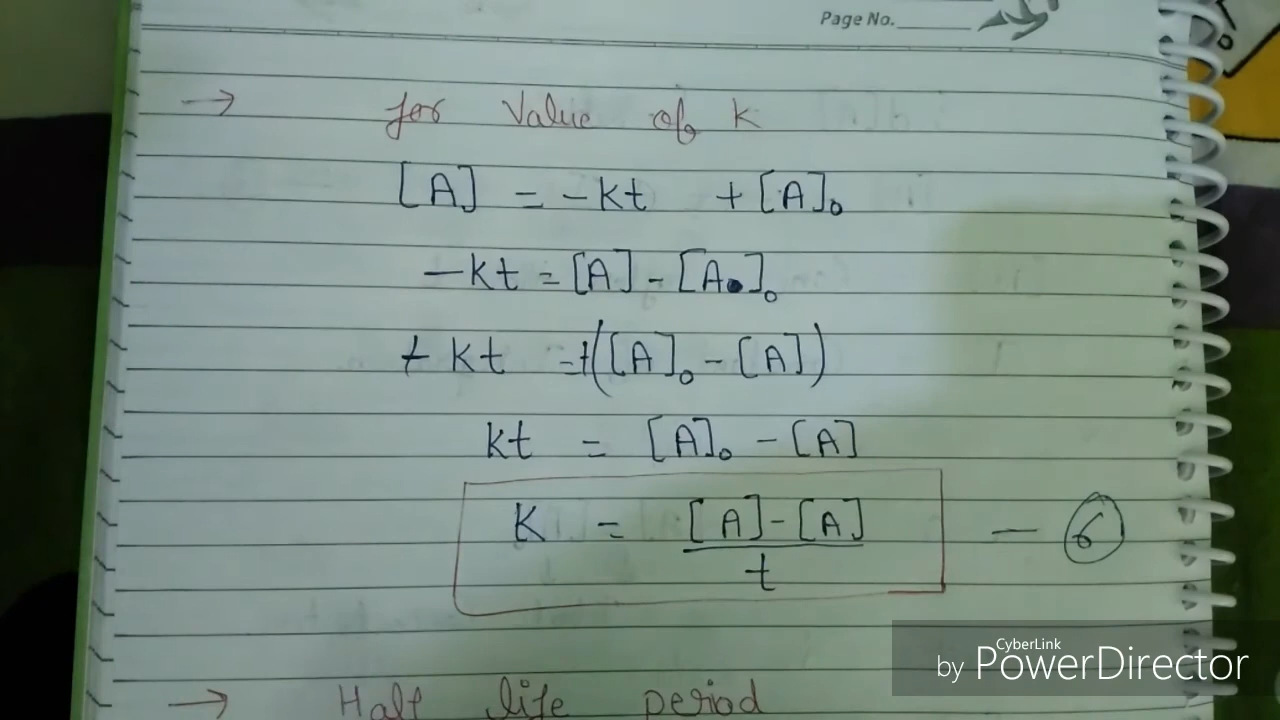 Page No.
→ for Value of k
[A] = -kt + [A]₀
-kt = [A] - [A]₀
+ kt = +([A]₀ - [A])
kt = [A]₀ - [A]
K = [A] - [A] / t — ⑥
→ Half life period
CyberLink
by PowerDirector